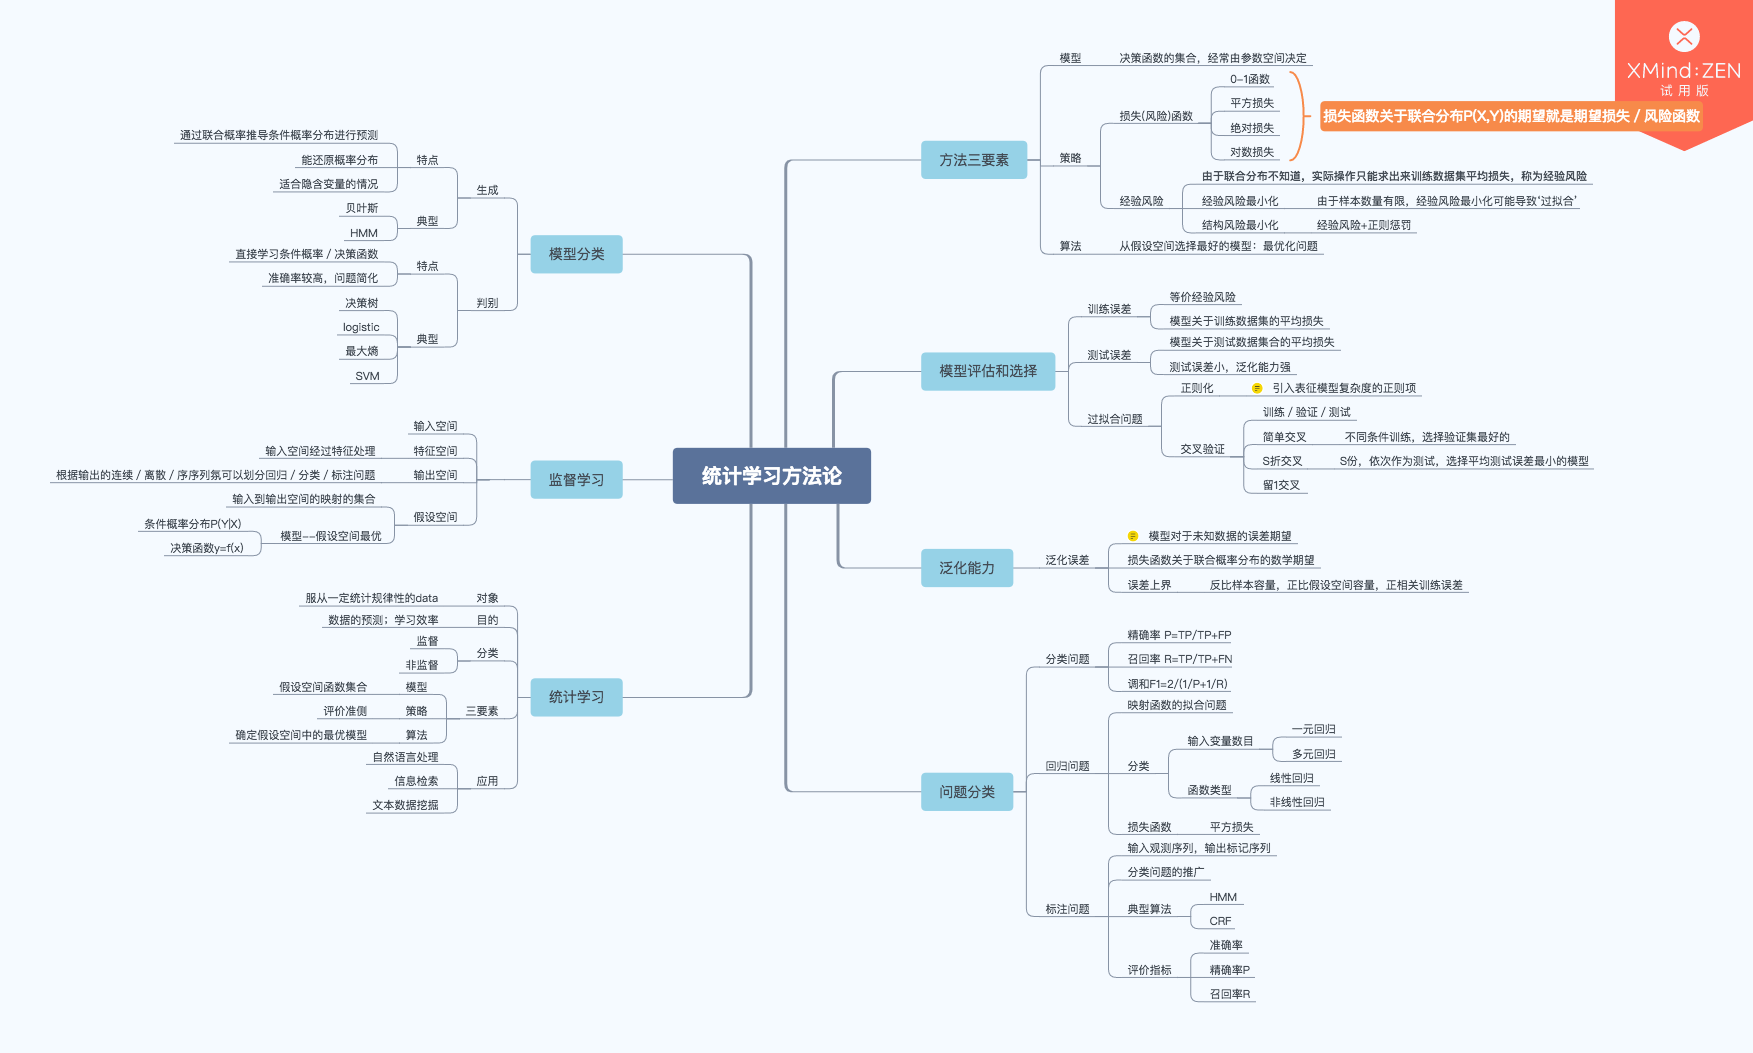 统计学习方法论
方法三要素
模型
决策函数的集合，经常由参数空间决定
策略
损失(风险)函数
0-1函数
平方损失
绝对损失
对数损失
损失函数关于联合分布P(X,Y)的期望就是期望损失 / 风险函数
经验风险
由于联合分布不知道，实际操作只能求出来训练数据集平均损失，称为经验风险
经验风险最小化
由于样本数量有限，经验风险最小化可能导致‘过拟合’
结构风险最小化
经验风险+正则惩罚
算法
从假设空间选择最好的模型：最优化问题
模型评估和选择
训练误差
等价经验风险
模型关于训练数据集的平均损失
测试误差
模型关于测试数据集合的平均损失
测试误差小，泛化能力强
过拟合问题
正则化
引入表征模型复杂度的正则项
交叉验证
训练 / 验证 / 测试
简单交叉
不同条件训练，选择验证集最好的
S折交叉
S份，依次作为测试，选择平均测试误差最小的模型
留1交叉
泛化能力
泛化误差
模型对于未知数据的误差期望
损失函数关于联合概率分布的数学期望
误差上界
反比样本容量，正比假设空间容量，正相关训练误差
问题分类
分类问题
精确率 P=TP/TP+FP
召回率 R=TP/TP+FN
调和F1=2/(1/P+1/R)
回归问题
映射函数的拟合问题
分类
输入变量数目
一元回归
多元回归
函数类型
线性回归
非线性回归
损失函数
平方损失
标注问题
输入观测序列，输出标记序列
分类问题的推广
典型算法
HMM
CRF
评价指标
准确率
精确率P
召回率R
模型分类
生成
特点
通过联合概率推导条件概率分布进行预测
能还原概率分布
适合隐含变量的情况
典型
贝叶斯
HMM
判别
特点
直接学习条件概率 / 决策函数
准确率较高，问题简化
典型
决策树
logistic
最大熵
SVM
监督学习
输入空间
特征空间
输入空间经过特征处理
输出空间
根据输出的连续 / 离散 / 序序列氛可以划分回归 / 分类 / 标注问题
假设空间
输入到输出空间的映射的集合
模型--假设空间最优
条件概率分布P(Y|X)
决策函数y=f(x)
统计学习
对象
服从一定统计规律性的data
目的
数据的预测；学习效率
分类
监督
非监督
三要素
模型
假设空间函数集合
策略
评价准侧
算法
确定假设空间中的最优模型
应用
自然语言处理
信息检索
文本数据挖掘
XMind:ZEN
试用版